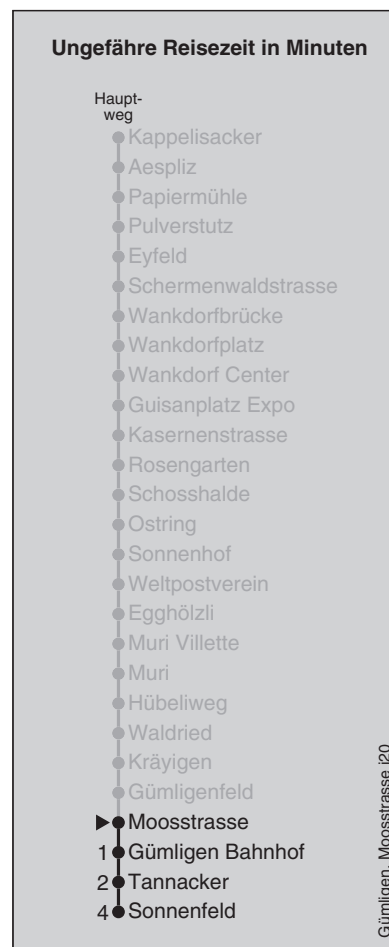 Ungefähre Reisezeit in Minuten
Haupt-
weg
Kappelisacker
Aespliz
Papiermühle
Pulverstutz
Eyfeld
Schermenwaldstrasse
Wankdorfbrücke
Wankdorfplatz
Wankdorf Center
Guisanplatz Expo
Kasernenstrasse
Rosengarten
Schosshalde
Ostring
Sonnenhof
Weltpostverein
Egghölzli
Muri Villette
Muri
Hübeliweg
Waldried
Kräyigen
Gümligenfeld
Moosstrasse
1 Gümligen Bahnhof
2 Tannacker
4 Sonnenfeld
Gümligen, Moosstrasse j20